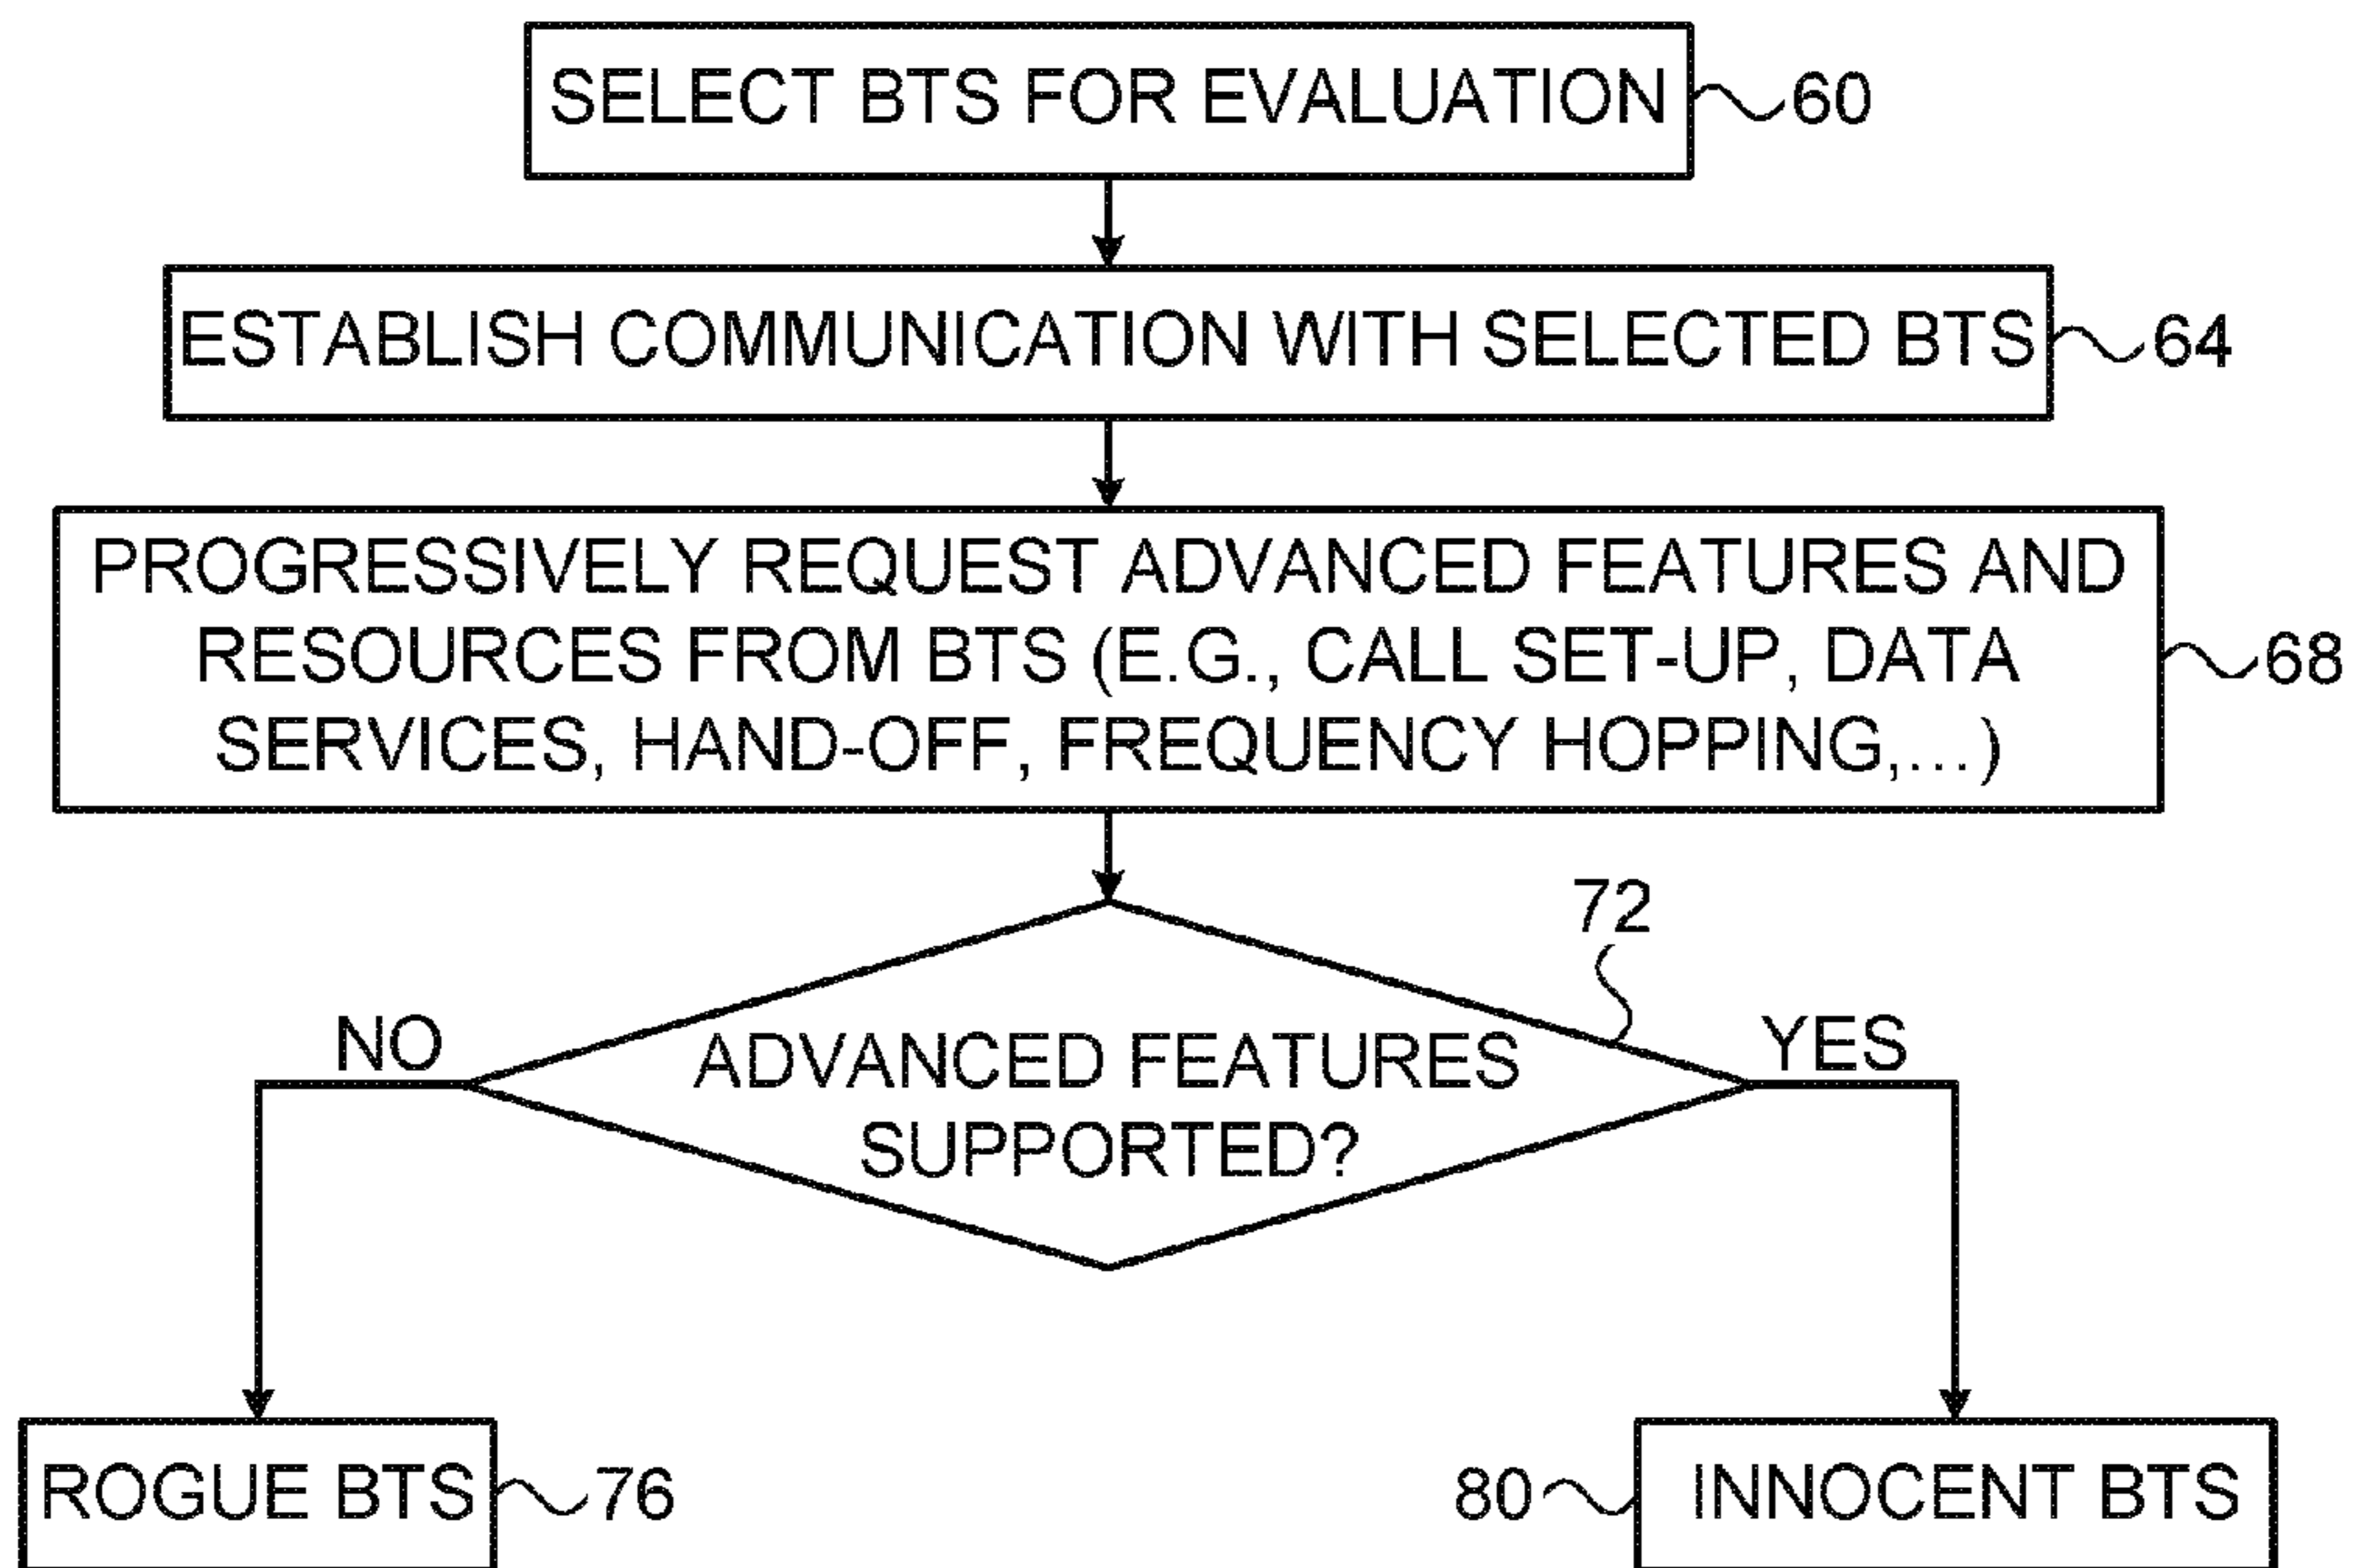 SELECT BTS FOR EVALUATION
60
ESTABLISH COMMUNICATION WITH SELECTED BTS
64
PROGRESSIVELY REQUEST ADVANCED FEATURES AND
RESOURCES FROM BTS (E.G., CALL SET-UP, DATA
SERVICES, HAND-OFF, FREQUENCY HOPPING,...)
68
72
NO
YES
ADVANCED FEATURES
SUPPORTED?
ROGUE BTS
76
80
INNOCENT BTS